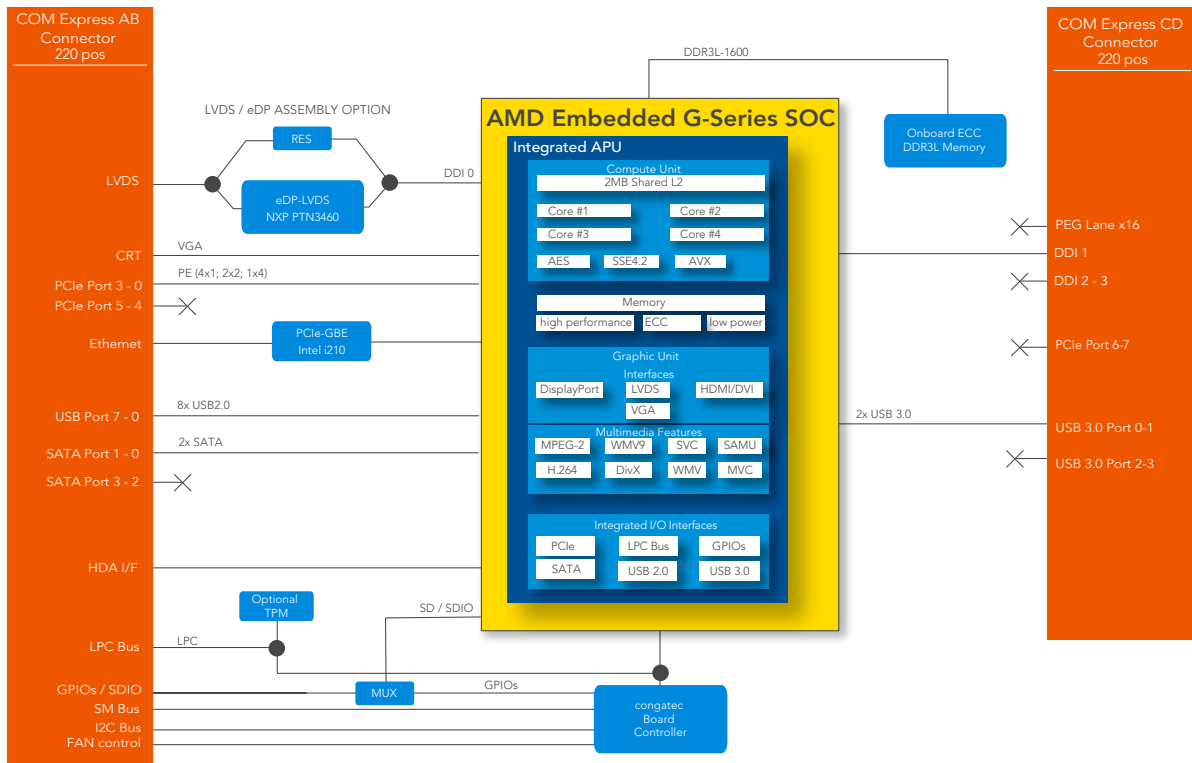 COM Express AB
Connector
220 pos
LVDS
CRT
PCIe Port 3 - 0
PCIe Port 5 - 4
Ethernet
USB Port 7 - 0
SATA Port 1 - 0
SATA Port 3 - 2
HDA I/F
LPC Bus
GPIOs / SDIO
SM Bus
I2C Bus
FAN control
LVDS / eDP ASSEMBLY OPTION
RES
eDP-LVDS
NXP PTN3460
DDI 0
VGA
PE (4x1; 2x2; 1x4)
PCIe-GBE
Intel i210
8x USB2.0
2x SATA
Optional
TPM
SD / SDIO
LPC
MUX
GPIOs
congatec
Board
Controller
DDR3L-1600
AMD Embedded G-Series SOC
Integrated APU
Compute Unit
2MB Shared L2
Core #1
Core #2
Core #3
Core #4
AES
SSE4.2
AVX
Memory
high performance
ECC
low power
Graphic Unit
Interfaces
DisplayPort
LVDS
HDMI/DVI
VGA
Multimedia Features
MPEG-2
WMV9
SVC
SAMU
H.264
DivX
WMV
MVC
Integrated I/O Interfaces
PCIe
LPC Bus
GPIOs
SATA
USB 2.0
USB 3.0
Onboard ECC
DDR3L Memory
2x USB 3.0
COM Express CD
Connector
220 pos
PEG Lane x16
DDI 1
DDI 2 - 3
PCIe Port 6-7
USB 3.0 Port 0-1
USB 3.0 Port 2-3